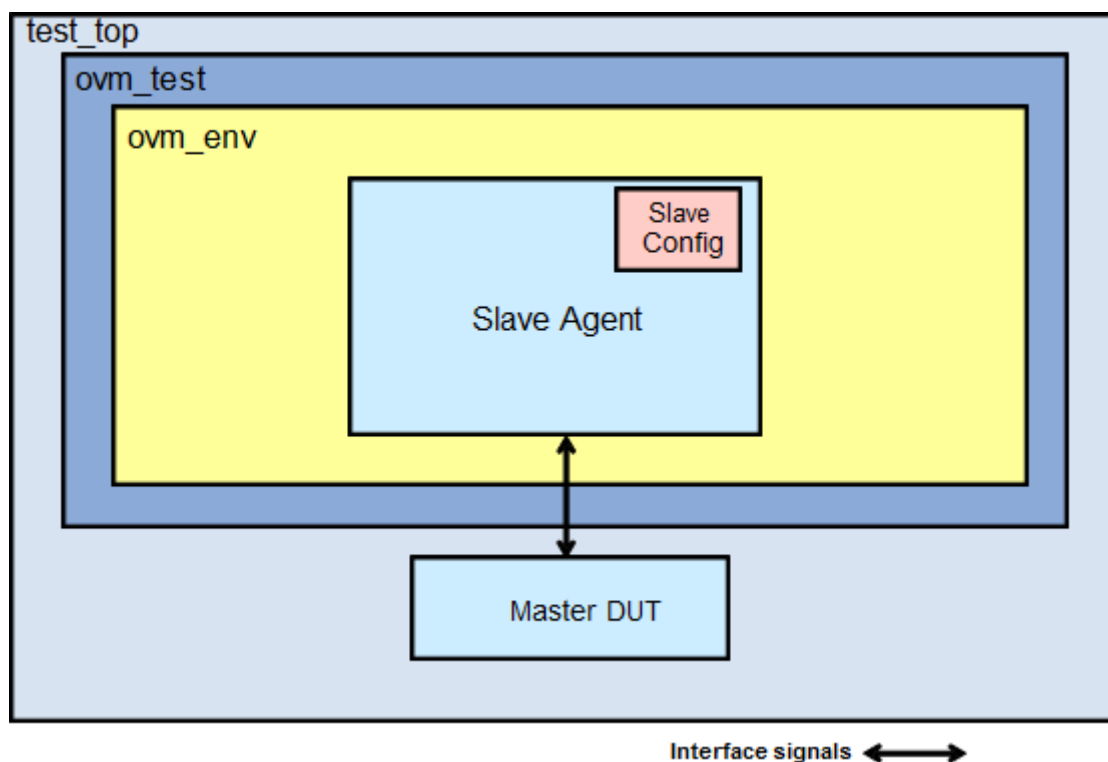 test_top
ovm_test
ovm_env
Slave
Config
Slave Agent
Master DUT
Interface signals